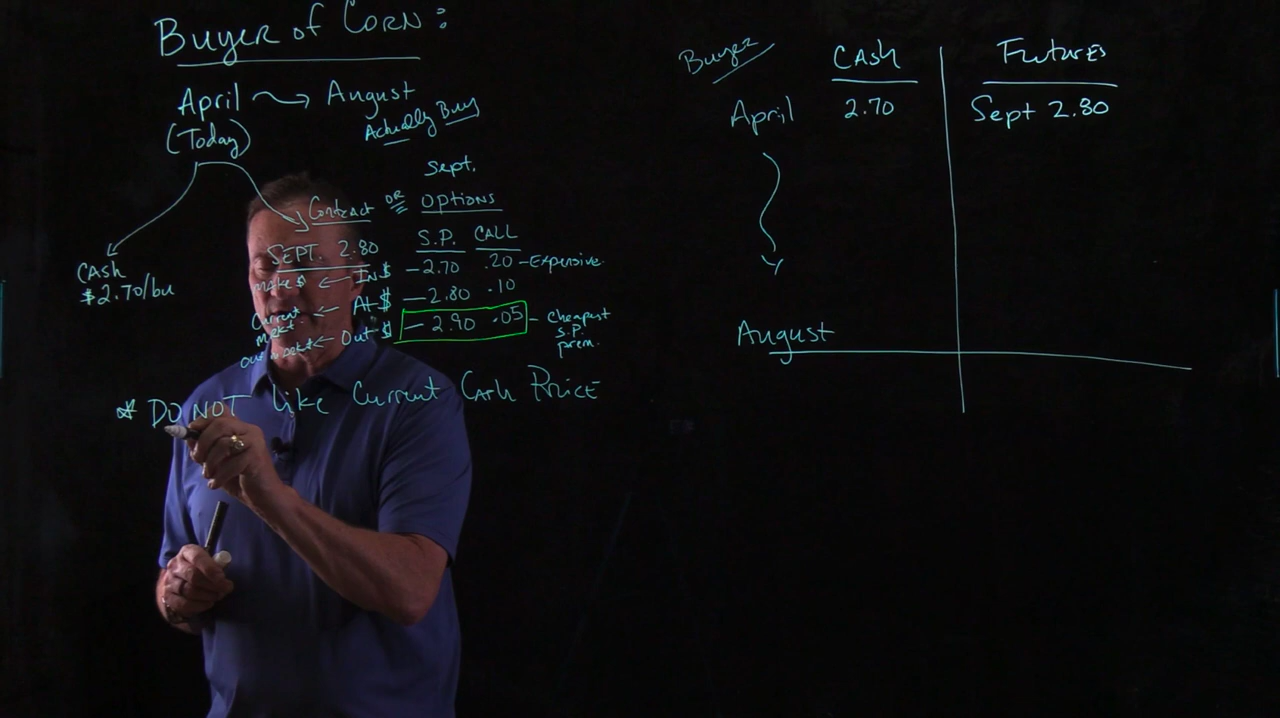 Buyer of Corn:
April → August
(Today)
Actually Buy
Sept.
Contract OR Options
SEPT. 2.80
S.P. CALL
Cash
$2.70/bu
make $ ← In $ - 2.70 .20 - Expensive
Current mekt. ← At $ - 2.80 .10
← Out $ - 2.90 .05 - Cheapest
S.P.
prem.
* DO NOT like Current Cash Price
Buyer
Cash Futures
April 2.70 Sept 2.80
August